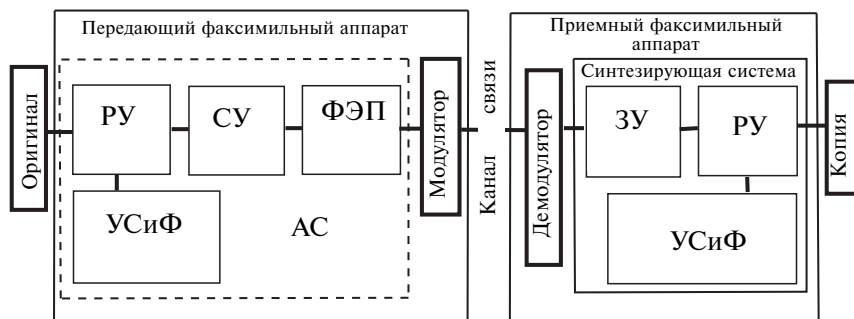 Передающий факсимильный аппарат
Оригинал
РУ
СУ
ФЭП
УСиФ
АС
Модулятор
Канал связи
Приемный факсимильный
аппарат
Синтезирующая система
Демодулятор
ЗУ
РУ
УСиФ
Копия